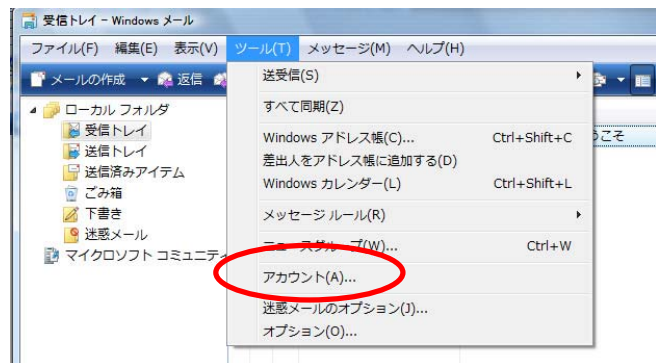 受信トレイ - Windows メール
ファイル(F) 編集(E) 表示(V) ツール(T) メッセージ(M) ヘルプ(H)
メールの作成 返信
送受信(S)
すべて同期(Z)
Windows アドレス帳(C)... Ctrl+Shift+C
差出人をアドレス帳に追加する(D)
Windows カレンダー(L) Ctrl+Shift+L
メッセージ ルール(R)
ニュースグループ(W)... Ctrl+W
アカウント(A)...
迷惑メールのオプション(J)...
オプション(O)...
ローカル フォルダ
受信トレイ
送信トレイ
送信済みアイテム
ごみ箱
下書き
迷惑メール
マイクロソフト コミュニティ
うこそ